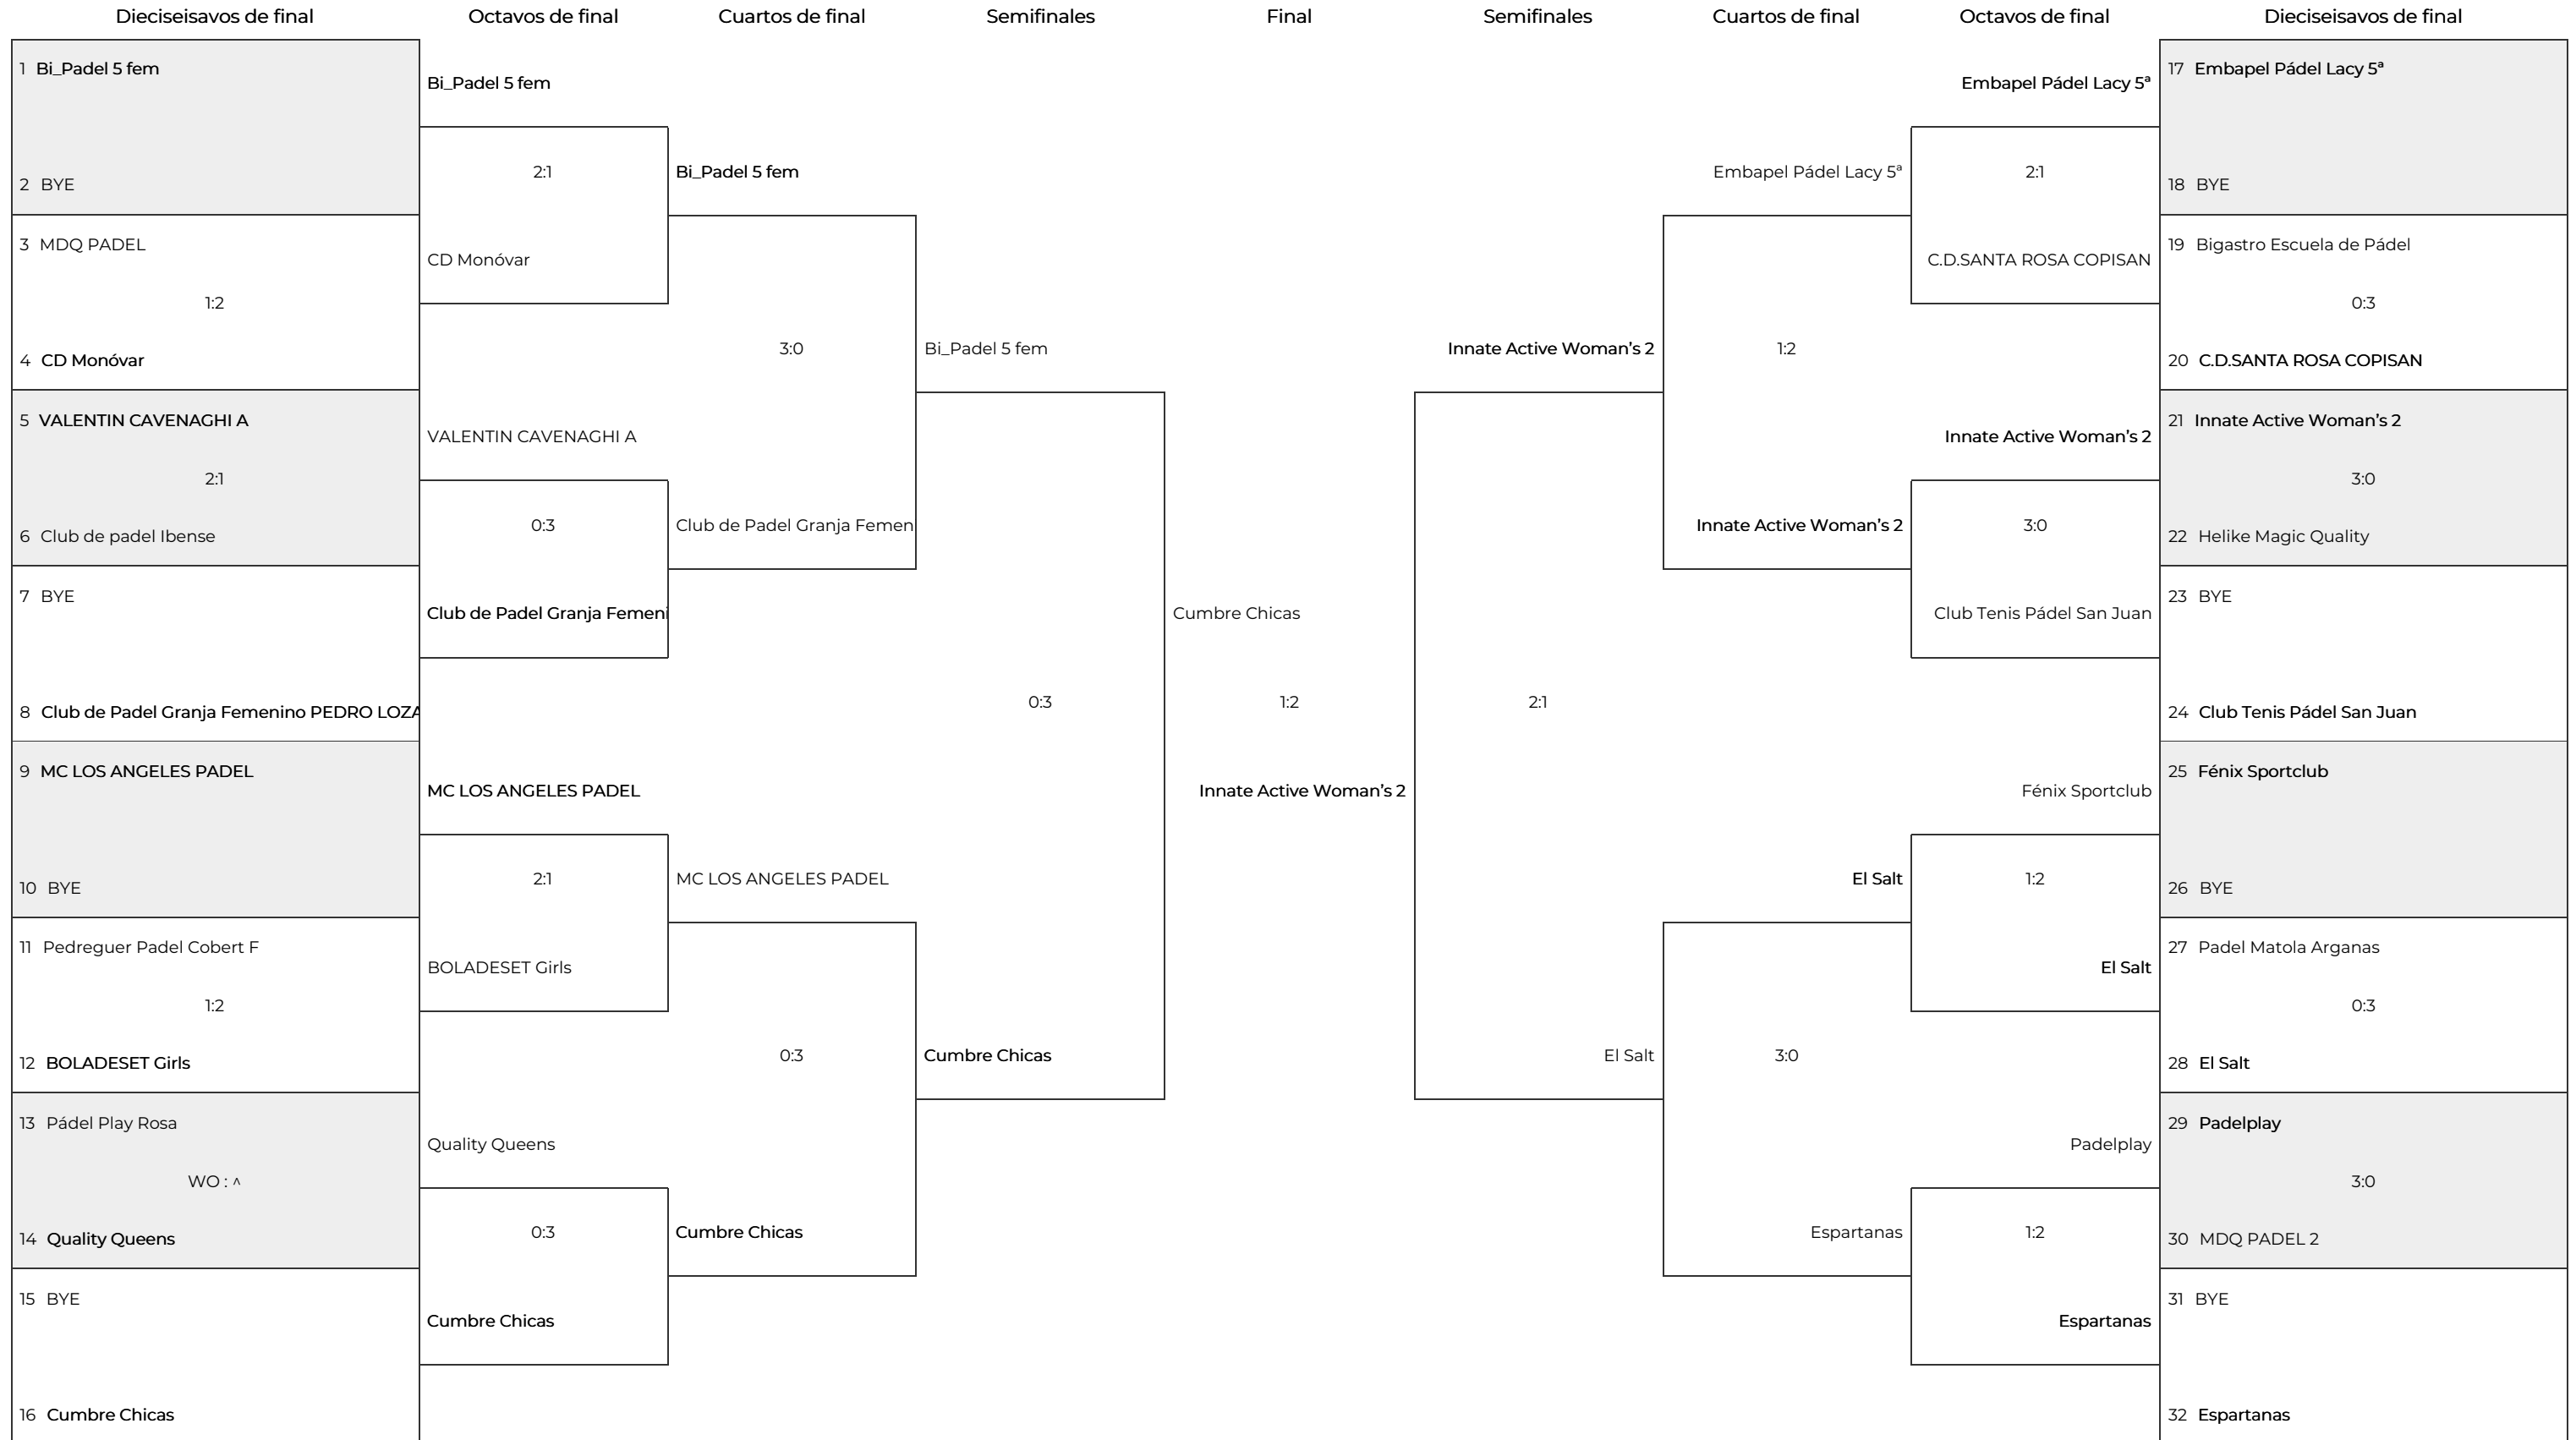 Dieciseisavos de final
Octavos de final
Cuartos de final
Semifinales
Final
Semifinales
Cuartos de final
Octavos de final
Dieciseisavos de final
1 Bi_Padel 5 fem
2 BYE
3 MDQ PADEL
1:2
4 CD Monóvar
5 VALENTIN CAVENAGHI A
2:1
6 Club de padel Ibense
7 BYE
8 Club de Padel Granja Femenino PEDRO LOZA
9 MC LOS ANGELES PADEL
10 BYE
11 Pedreguer Padel Cobert F
1:2
12 BOLADESET Girls
13 Pádel Play Rosa
WO : ^
14 Quality Queens
15 BYE
16 Cumbre Chicas
Bi_Padel 5 fem
2:1
CD Monóvar
VALENTIN CAVENAGHI A
0:3
Club de Padel Granja Femeni
MC LOS ANGELES PADEL
2:1
BOLADESET Girls
Quality Queens
0:3
Cumbre Chicas
Bi_Padel 5 fem
3:0
Club de Padel Granja Femen
MC LOS ANGELES PADEL
0:3
Cumbre Chicas
Bi_Padel 5 fem
0:3
Cumbre Chicas
Cumbre Chicas
1:2
Innate Active Woman’s 2
Innate Active Woman’s 2
2:1
El Salt
Embapel Pádel Lacy 5ª
1:2
Innate Active Woman’s 2
El Salt
3:0
Espartanas
Embapel Pádel Lacy 5ª
2:1
C.D.SANTA ROSA COPISAN
Innate Active Woman’s 2
3:0
Club Tenis Pádel San Juan
Fénix Sportclub
1:2
El Salt
Padelplay
1:2
Espartanas
17 Embapel Pádel Lacy 5ª
18 BYE
19 Bigastro Escuela de Pádel
0:3
20 C.D.SANTA ROSA COPISAN
21 Innate Active Woman’s 2
3:0
22 Helike Magic Quality
23 BYE
24 Club Tenis Pádel San Juan
25 Fénix Sportclub
26 BYE
27 Padel Matola Arganas
0:3
28 El Salt
29 Padelplay
3:0
30 MDQ PADEL 2
31 BYE
32 Espartanas